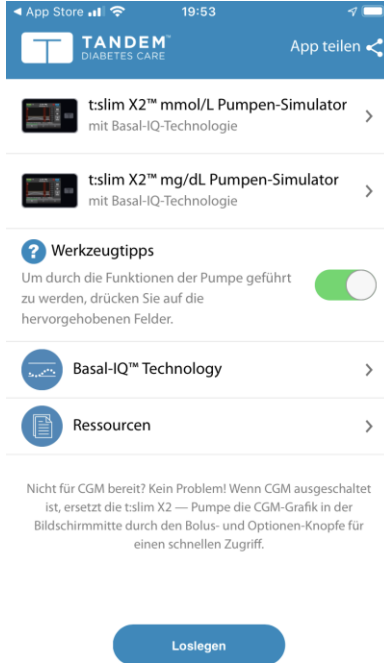 App Store 19:53
TANDEM™
DIABETES CARE
App teilen
t:slim X2™ mmol/L Pumpen-Simulator
mit Basal-IQ-Technologie
t:slim X2™ mg/dL Pumpen-Simulator
mit Basal-IQ-Technologie
? Werkzeugtipps
Um durch die Funktionen der Pumpe geführt
zu werden, drücken Sie auf die
hervorgehobenen Felder.
Basal-IQ™ Technology
Ressourcen
Nicht für CGM bereit? Kein Problem! Wenn CGM ausgeschaltet
ist, ersetzt die t:slim X2 — Pumpe die CGM-Grafik in der
Bildschirmmitte durch den Bolus- und Optionen-Knopfe für
einen schnellen Zugriff.
Loslegen